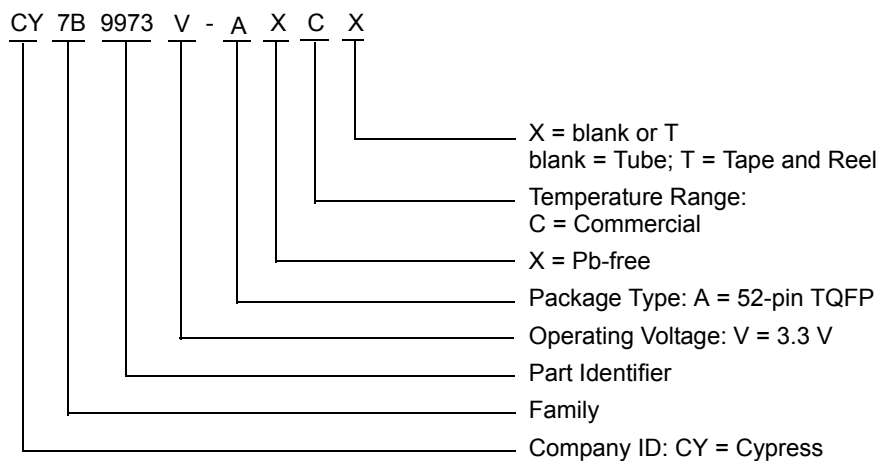 CY 7B 9973 V - A X C X
X = blank or T
blank = Tube; T = Tape and Reel
Temperature Range:
C = Commercial
X = Pb-free
Package Type: A = 52-pin TQFP
Operating Voltage: V = 3.3 V
Part Identifier
Family
Company ID: CY = Cypress